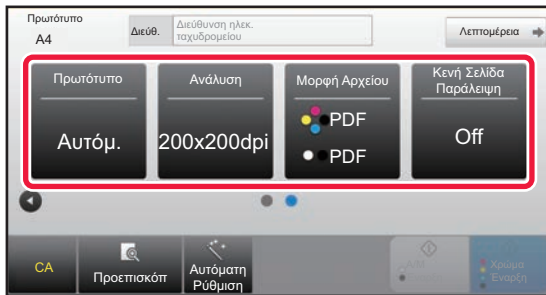 Πρωτότυπο
A4
Διεύθ.
Διεύθυνση ηλεκ.
ταχυδρομείου
Λεπτομέρεια
Πρωτότυπο
Αυτόμ.
Ανάλυση
200x200dpi
Μορφή Αρχείου
PDF
PDF
Κενή Σελίδα
Παράλειψη
Off
CA
Προεπισκόπ
Αυτόματη
Ρύθμιση
Χρώμα
Έναρξη